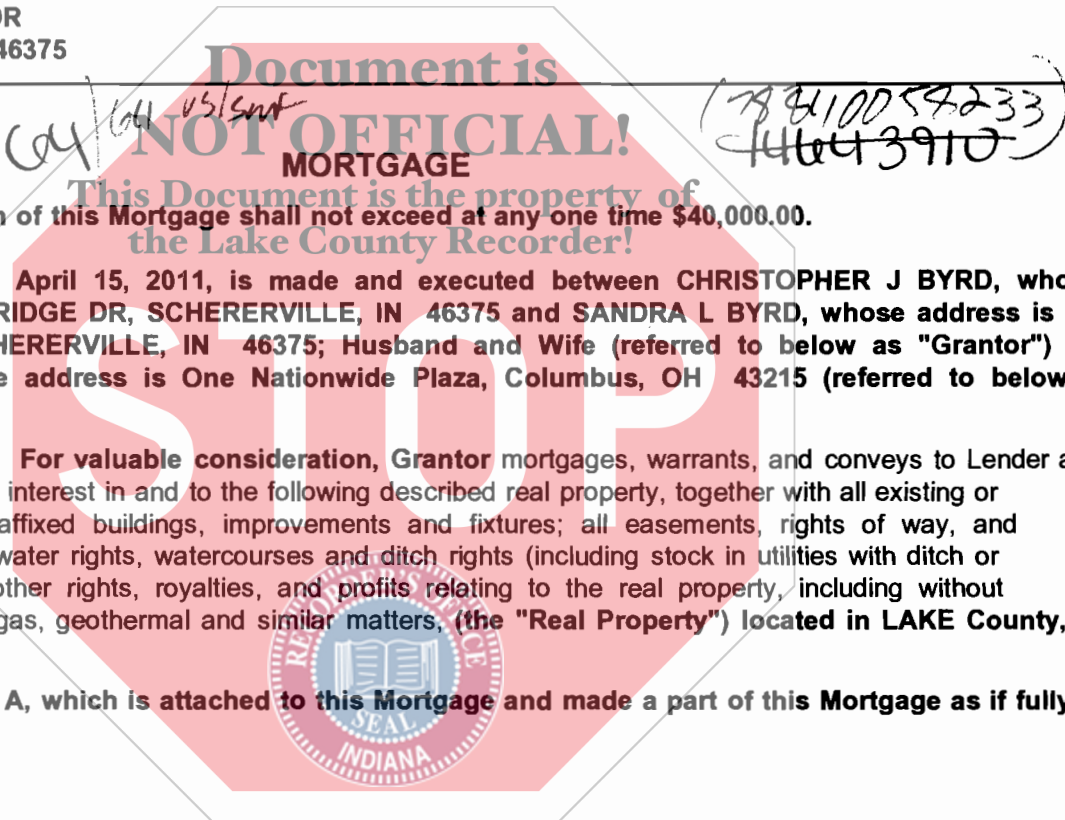 OR
46375
Document is
NOT OFFICIAL!
MORTGAGE
This Document is the property of
the Lake County Recorder!
of this Mortgage shall not exceed at any one time $40,000.00.
April 15, 2011, is made and executed between CHRISTOPHER J BYRD, who
RIDGE DR, SCHERERVILLE, IN 46375 and SANDRA L BYRD, whose address is
HERERVILLE, IN 46375; Husband and Wife (referred to below as "Grantor")
e address is One Nationwide Plaza, Columbus, OH 43215 (referred to below
STOP
For valuable consideration, Grantor mortgages, warrants, and conveys to Lender a
interest in and to the following described real property, together with all existing or
affixed buildings, improvements and fixtures; all easements, rights of way, and
water rights, watercourses and ditch rights (including stock in utilities with ditch or
other rights, royalties, and profits relating to the real property, including without
gas, geothermal and similar matters, (the "Real Property") located in LAKE County,
A, which is attached to this Mortgage and made a part of this Mortgage as if fully
RECORDER'S OFFICE
SEAL
INDIANA